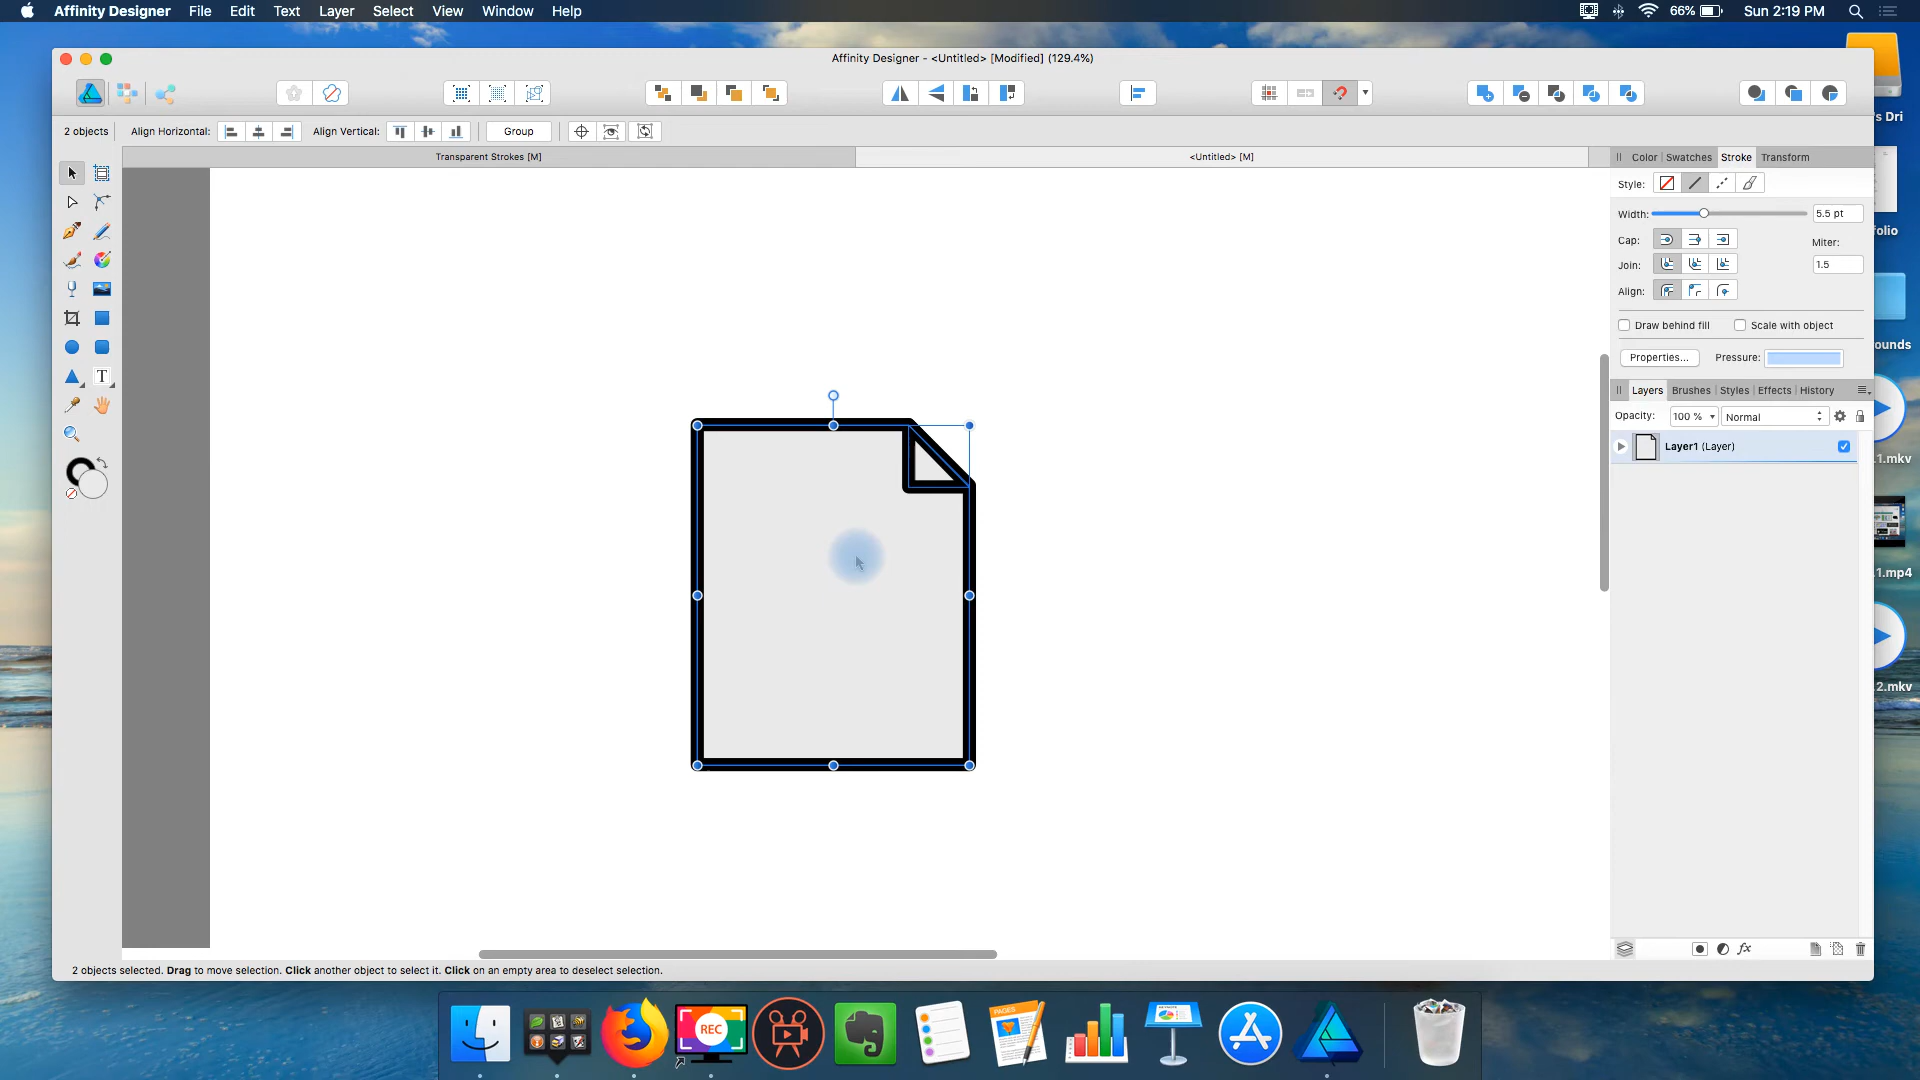 Affinity Designer File Edit Text Layer Select View Window Help 66% Sun 2:19 PM
Affinity Designer - <Untitled> [Modified] (129.4%)
's Dri
2 objects Align Horizontal: Align Vertical: Group
Transparent Strokes [M] <Untitled> [M]
Color Swatches Stroke Transform
Style:
Width: 5.5 pt
folio
Cap: Miter:
Join: 1.5
Align:
Draw behind fill Scale with object
ounds
Properties... Pressure:
Layers Brushes Styles Effects History
Opacity: 100 % Normal
Layer1 (Layer)
.1.mkv
.1.mp4
.2.mkv
fx
2 objects selected. Drag to move selection. Click another object to select it. Click on an empty area to deselect selection.
REC
PAGES